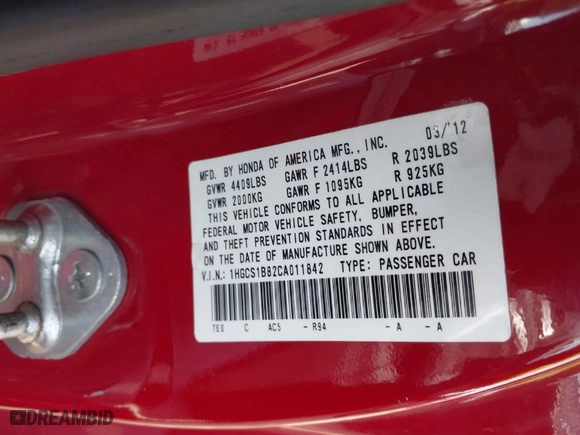 MFD. BY HONDA OF AMERICA MFG., INC. 03/12
GVWR 4409LBS GAWR F 2414LBS R 2039LBS
GVWR 2000KG GAWR F 1095KG R 925KG
THIS VEHICLE CONFORMS TO ALL APPLICABLE
FEDERAL MOTOR VEHICLE SAFETY, BUMPER,
AND THEFT PREVENTION STANDARDS IN EFFECT
ON THE DATE OF MANUFACTURE SHOWN ABOVE.
V.I.N.: 1HGCS1B82CA011842 TYPE: PASSENGER CAR
TE0 C AC5 - R94 - A - A
DREAMBID